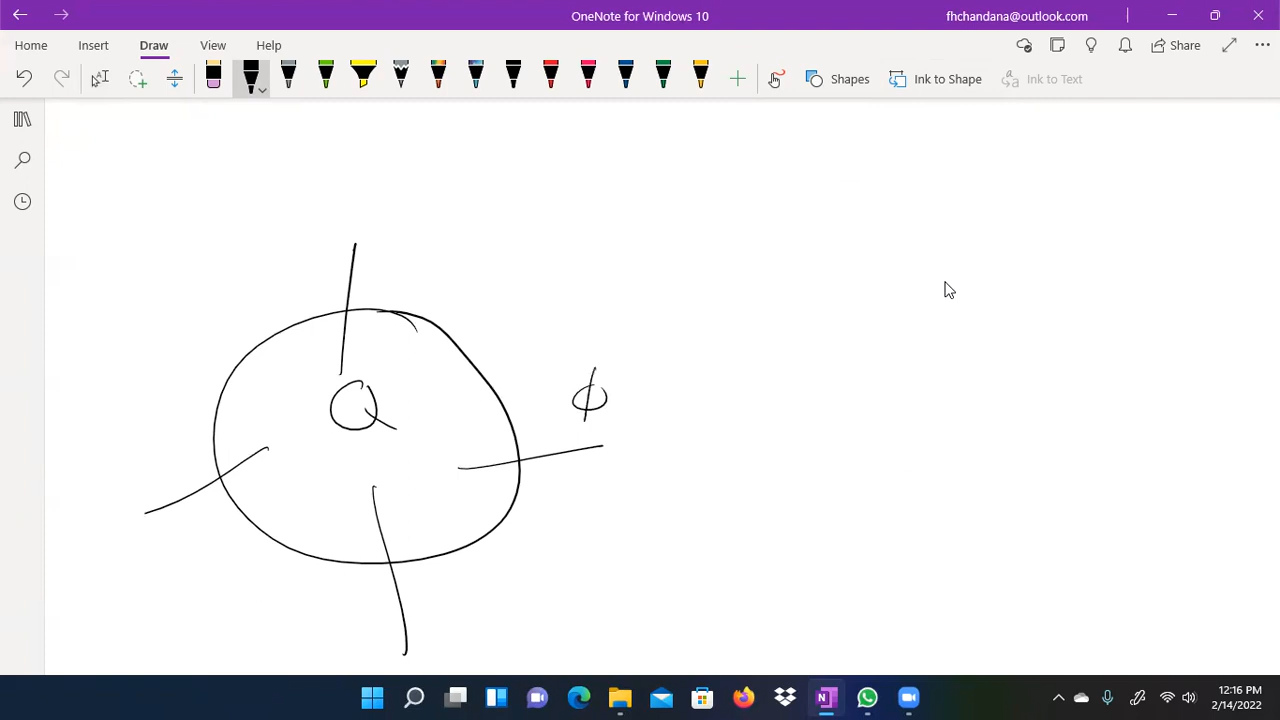 OneNote for Windows 10
fhchandana@outlook.com
Home
Insert
Draw
View
Help
Share
Shapes
Ink to Shape
Ink to Text
Q
ϕ
12:16 PM
2/14/2022